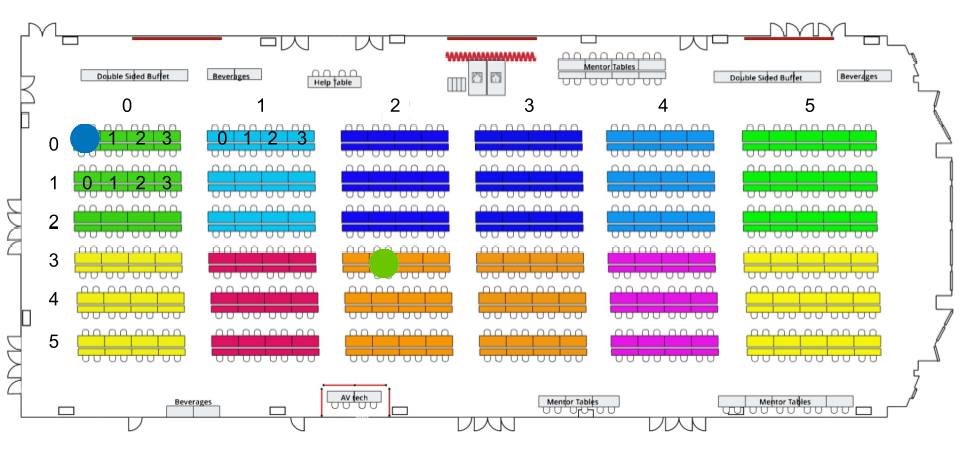 Double Sided Buffet
Beverages
Help Table
Mentor Tables
Double Sided Buffet
Beverages
0 1 2 3 4 5
0 1 2 3 0 1 2 3
1 0 1 2 3
2
3
4
5
Beverages
AV tech
Mentor Tables
Mentor Tables